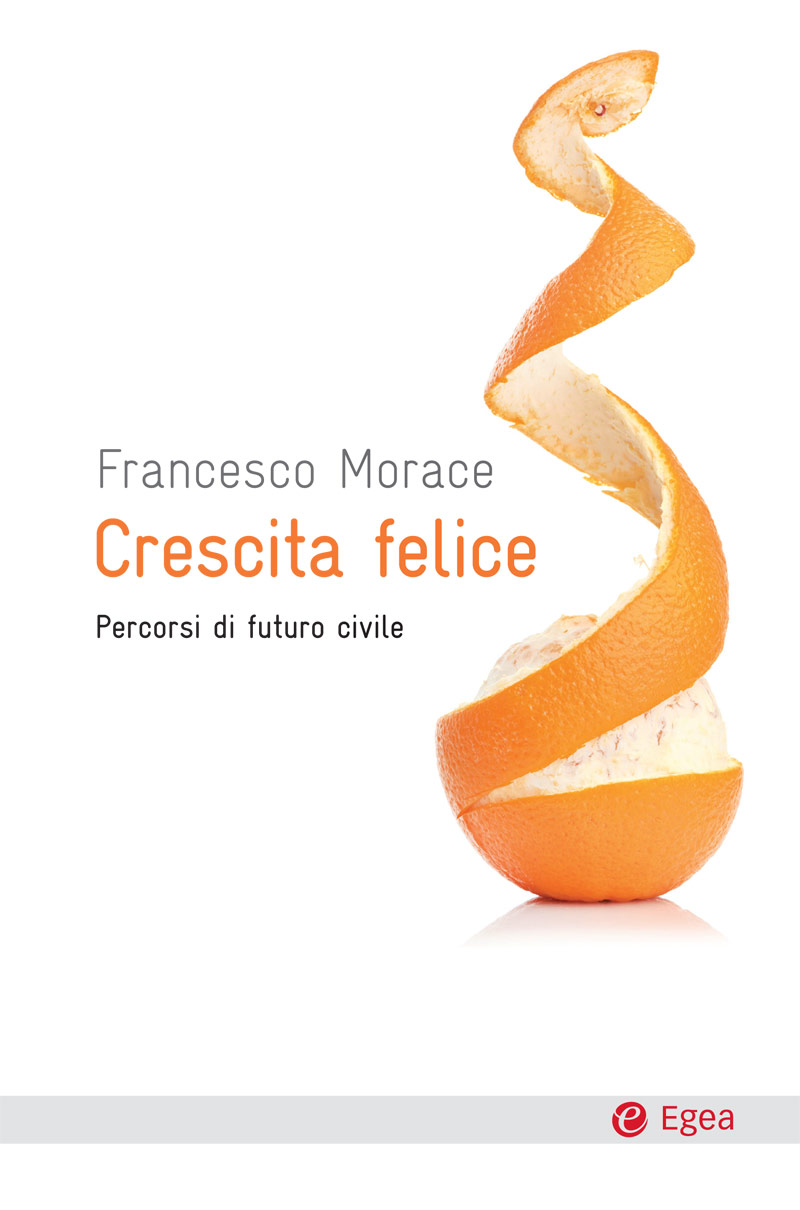 Francesco Morace
Crescita felice
Percorsi di futuro civile
e Egea